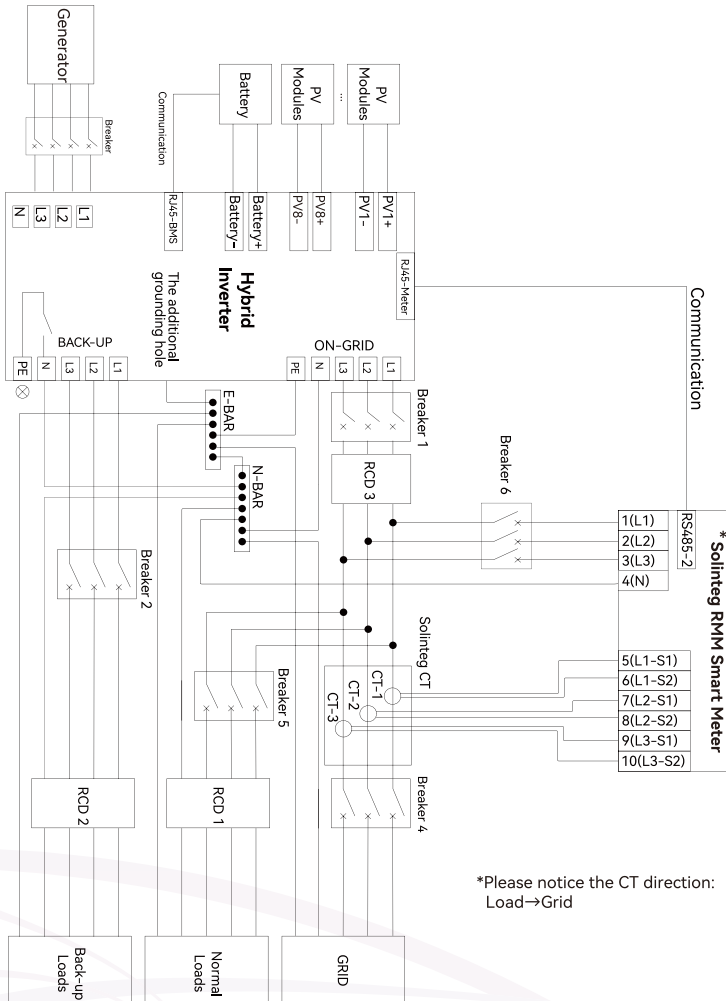 Generator
Breaker
L1
L2
L3
N
Communication
Battery
PV
Modules
...
PV
Modules
RJ45-BMS
Battery-
Battery+
PV8-
PV8+
PV1-
PV1+
RJ45-Meter
Communication
Hybrid
Inverter
The additional
grounding hole
BACK-UP
ON-GRID
PE
N
L3
L2
L1
PE
N
L3
L2
L1
E-BAR
N-BAR
Breaker 1
RCD 3
Breaker 6
* Solinteg RMM Smart Meter
RS485-2
1(L1)
2(L2)
3(L3)
4(N)
5(L1-S1)
6(L1-S2)
7(L2-S1)
8(L2-S2)
9(L3-S1)
10(L3-S2)
Breaker 2
Breaker 5
Solinteg CT
CT-1
CT-2
CT-3
Breaker 4
RCD 2
RCD 1
*Please notice the CT direction:
Load→Grid
Back-up
Loads
Normal
Loads
GRID